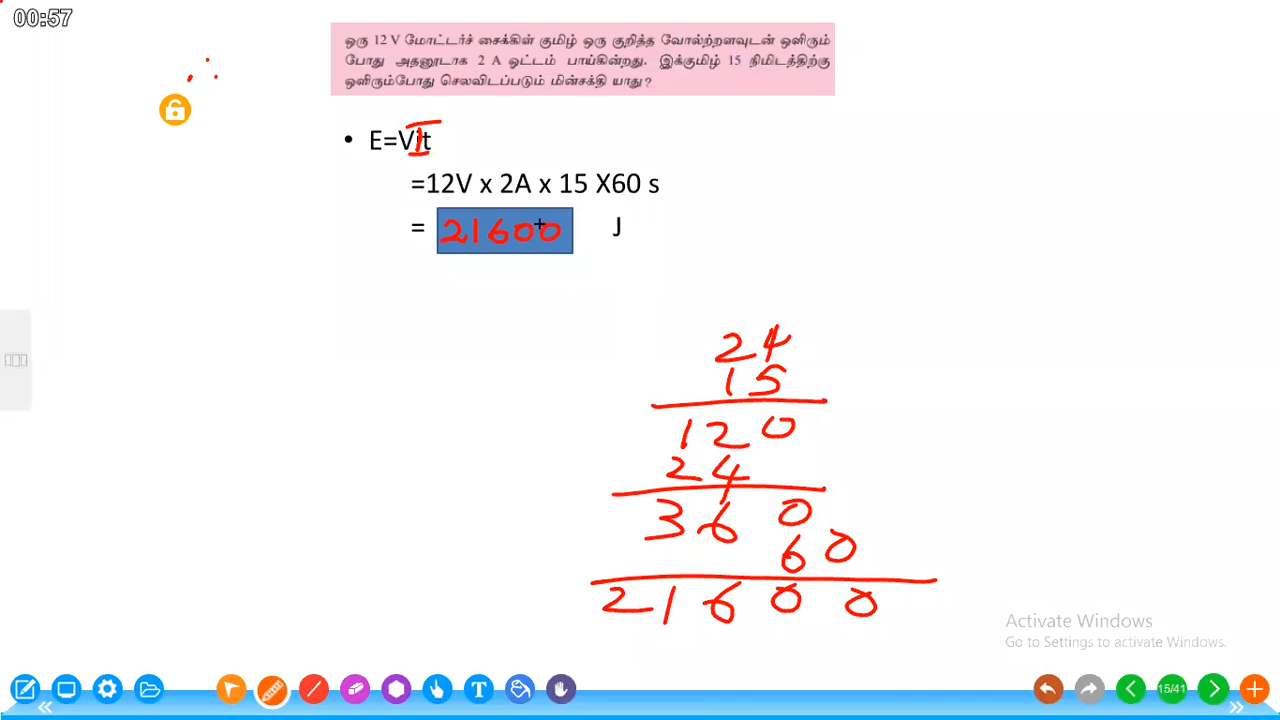 00:57
ஒரு 12 V மோட்டார்ச் சைக்கிள் குமிழ் ஒரு குறித்த வோல்ற்றளவுடன் ஒளிரும்
போது அதனூடாக 2 A ஓட்டம் பாய்கின்றது. இக்குமிழ் 15 நிமிடத்திற்கு
ஒளிரும்போது செலவிடப்படும் மின்சக்தி யாது?
• E=VIt
=12V x 2A x 15 X60 s
= 21600 J
24
15
120
24
360
60
21600
Activate Windows
Go to Settings to activate Windows.
15/41